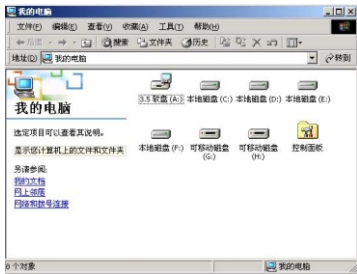 我的电脑
文件(F) 编辑(E) 查看(V) 收藏(A) 工具(T) 帮助(H)
后退 搜索 文件夹 历史
地址(D) 我的电脑 转到
我的电脑
选定项目可以查看其说明。
显示您计算机上的文件和文件夹
另请参阅:
我的文档
网上邻居
网络和拨号连接
3.5 软盘 (A:) 本地磁盘 (C:) 本地磁盘 (D:) 本地磁盘 (E:)
本地磁盘 (F:) 可移动磁盘 (G:) 可移动磁盘 (H:) 控制面板
个对象 我的电脑